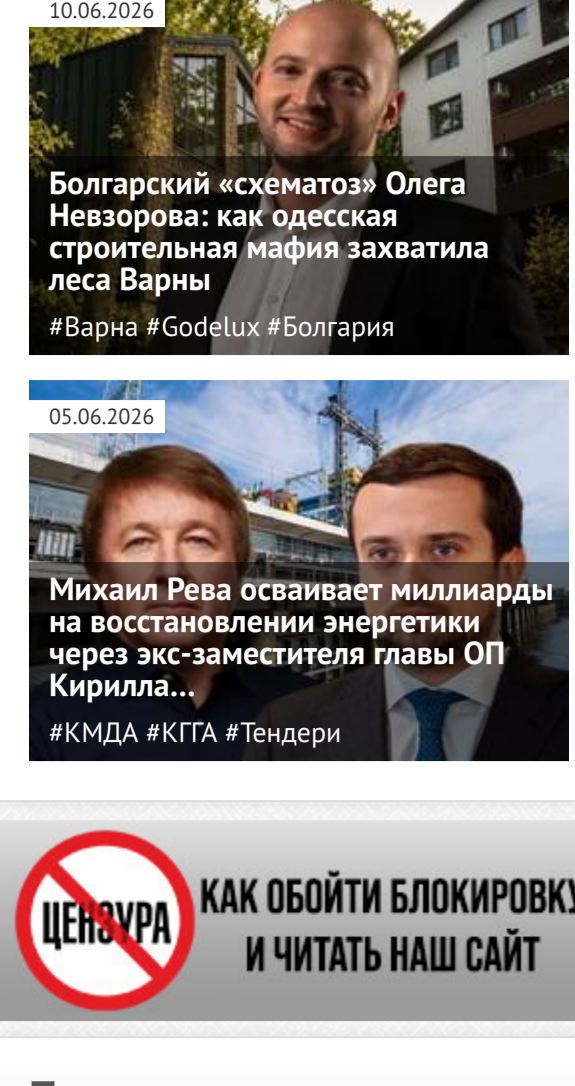 10.06.2026
Болгарский «схематоз» Олега
Невзорова: как одесская
строительная мафия захватила
леса Варны
#Варна #Godelux #Болгария
05.06.2026
Михаил Рева осваивает миллиарды
на восстановлении энергетики
через экс-заместителя главы ОП
Кирилла...
#КМДА #КГГА #Тендери
ЦЕНЗУРА
КАК ОБОЙТИ БЛОКИРОВКУ
И ЧИТАТЬ НАШ САЙТ